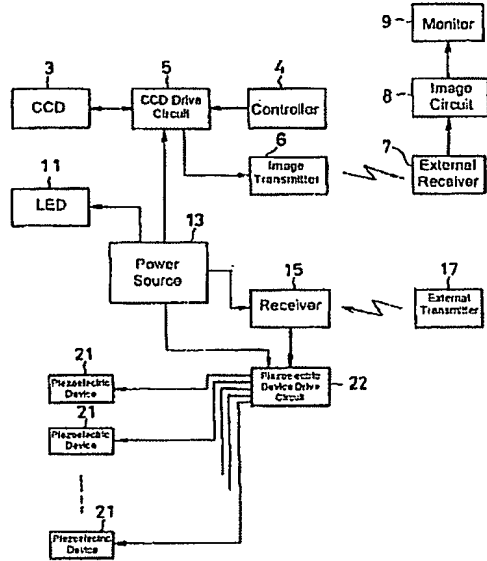 9
Monitor
3
5
4
CCD
CCD Drive
Circuit
Controller
8
Image
Circuit
6
Image
Transmitter
7
External
Receiver
11
LED
13
Power
Source
15
Receiver
17
External
Transmitter
21
Piezoelectric
Device
Piezoelectric
Device Drive
Circuit
22
21
Piezoelectric
Device
21
Piezoelectric
Device